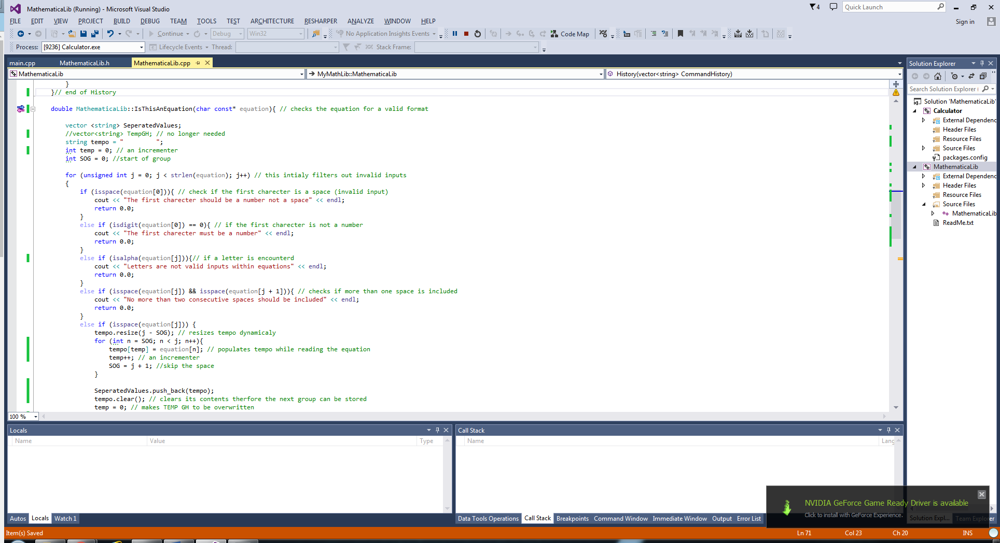 MathematicaLib (Running) - Microsoft Visual Studio
4
Quick Launch
FILE EDIT VIEW PROJECT BUILD DEBUG TEAM TOOLS TEST ARCHITECTURE RESHARPER ANALYZE WINDOW HELP
Sign in
Continue Debug Win32 No Application Insights Events Code Map
Process: [9236] Calculator.exe Lifecycle Events Thread: Stack Frame:
main.cpp MathematicaLib.h MathematicaLib.cpp
MathematicaLib MyMathLib::MathematicaLib History(vector<string> CommandHistory)
}
}// end of History
double MathematicaLib::IsThisAnEquation(char const* equation){ // checks the equation for a valid format
vector <string> SeperatedValues;
//vector<string> TempGH; // no longer needed
string tempo = "         ";
int temp = 0; // an incrementer
int SOG = 0; //start of group
for (unsigned int j = 0; j < strlen(equation); j++) // this intialy filters out invalid inputs
{
if (isspace(equation[0])){ // check if the first charecter is a space (invalid input)
cout << "The first charecter should be a number not a space" << endl;
return 0.0;
}
else if (isdigit(equation[0]) == 0){ // if the first charecter is not a number
cout << "The first charecter must be a number" << endl;
return 0.0;
}
else if (isalpha(equation[j])){// if a letter is encounterd
cout << "Letters are not valid inputs within equations" << endl;
return 0.0;
}
else if (isspace(equation[j]) && isspace(equation[j + 1])){ // checks if more than one space is included
cout << "No more than two consecutive spaces should be included" << endl;
return 0.0;
}
else if (isspace(equation[j])) {
tempo.resize(j - SOG); // resizes tempo dynamicaly
for (int n = SOG; n < j; n++){
tempo[temp] = equation[n]; // populates tempo while reading the equation
temp++; // an incrementer
SOG = j + 1; //skip the space
}
SeperatedValues.push_back(tempo);
tempo.clear(); // clears its contents therfore the next group can be stored
temp = 0; // makes TEMP GH to be overwritten
100 %
Solution Explorer
Search Solution Explorer (
Solution 'MathematicaLib'
Calculator
External Dependenc
Header Files
Resource Files
Source Files
packages.config
MathematicaLib
External Dependenc
Header Files
Resource Files
Source Files
MathematicaLib
ReadMe.txt
Locals
Name Value Type
Autos Locals Watch 1
Call Stack
Name Lang
Data Tools Operations Call Stack Breakpoints Command Window Immediate Window Output Error List
NVIDIA GeForce Game Ready Driver is available
Click to install with GeForce Experience.
Solution Expl... Team Explorer
Item(s) Saved Ln 71 Col 23 Ch 20 INS